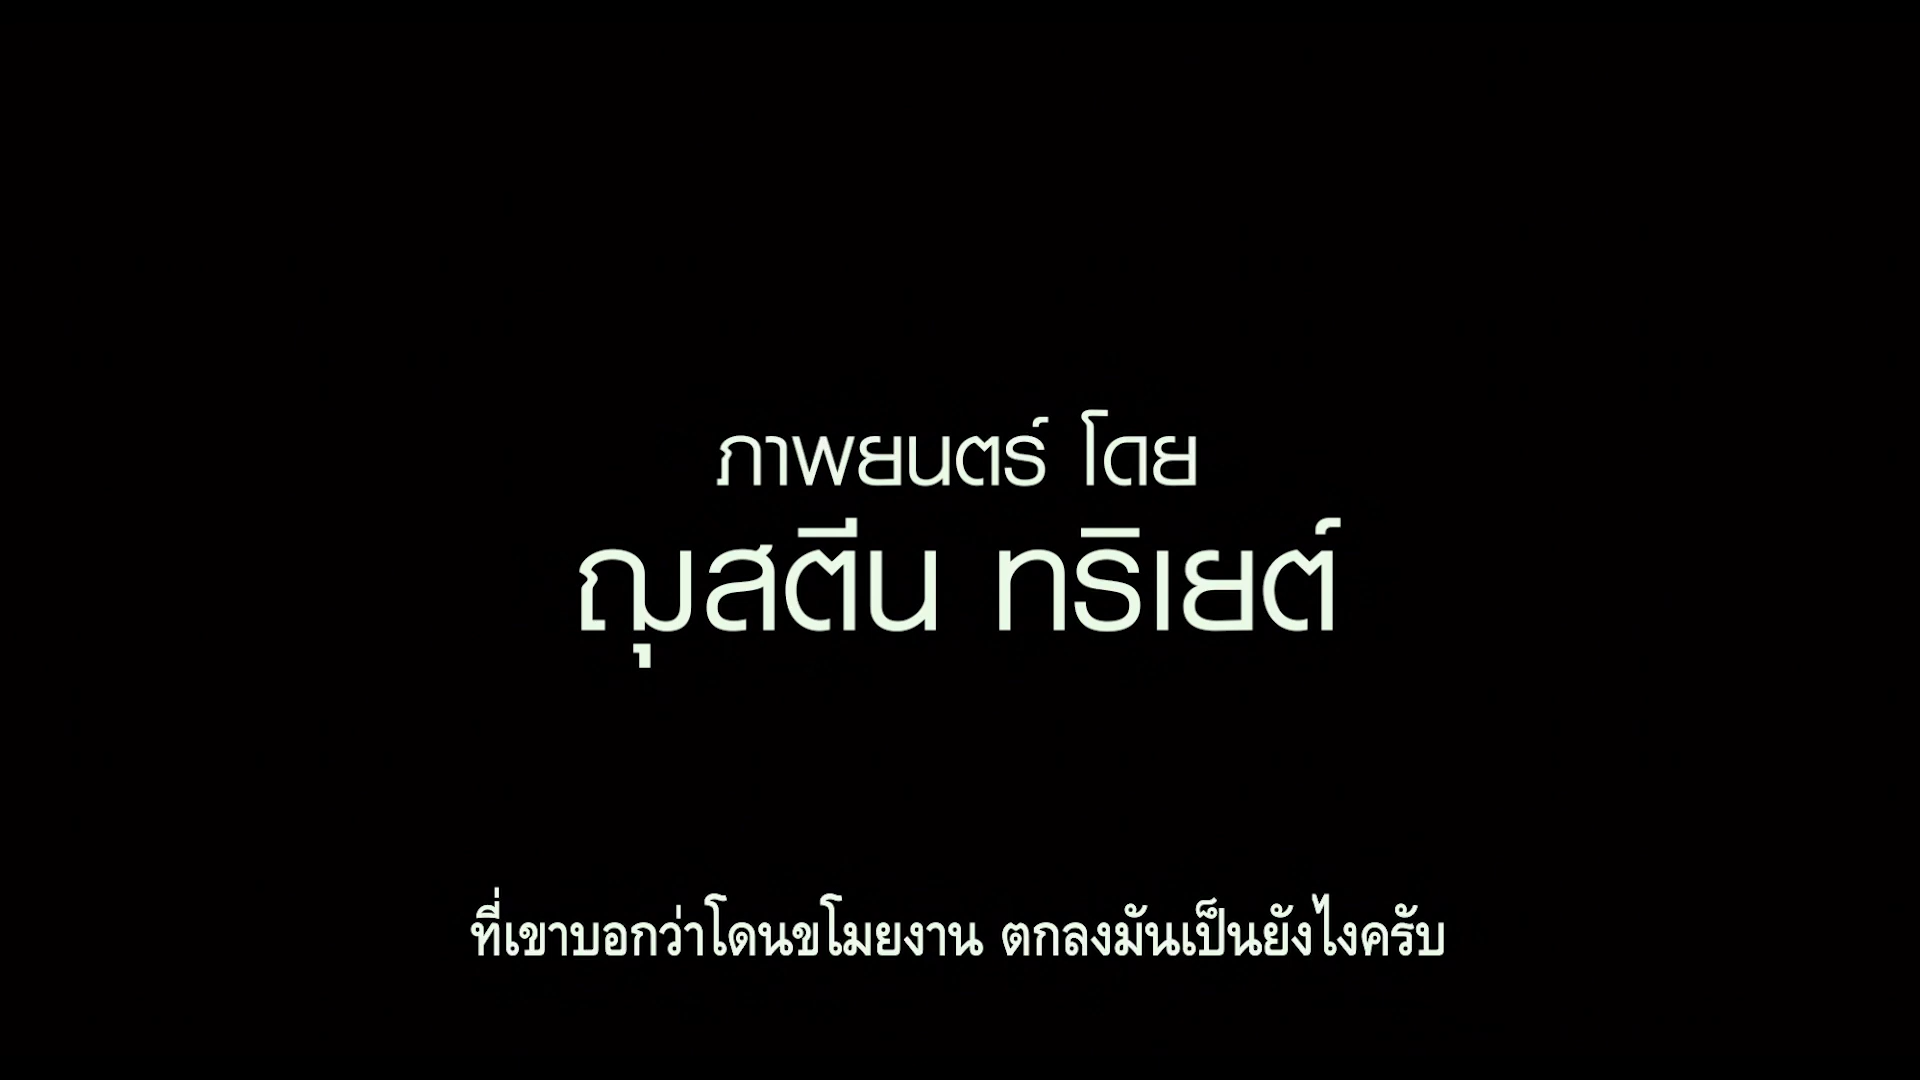 ภาพยนตร์ โดย
ฌุสตีน ทริเยต์
ที่เขาบอกว่าโดนขโมยงาน ตกลงมันเป็นยังไงครับ